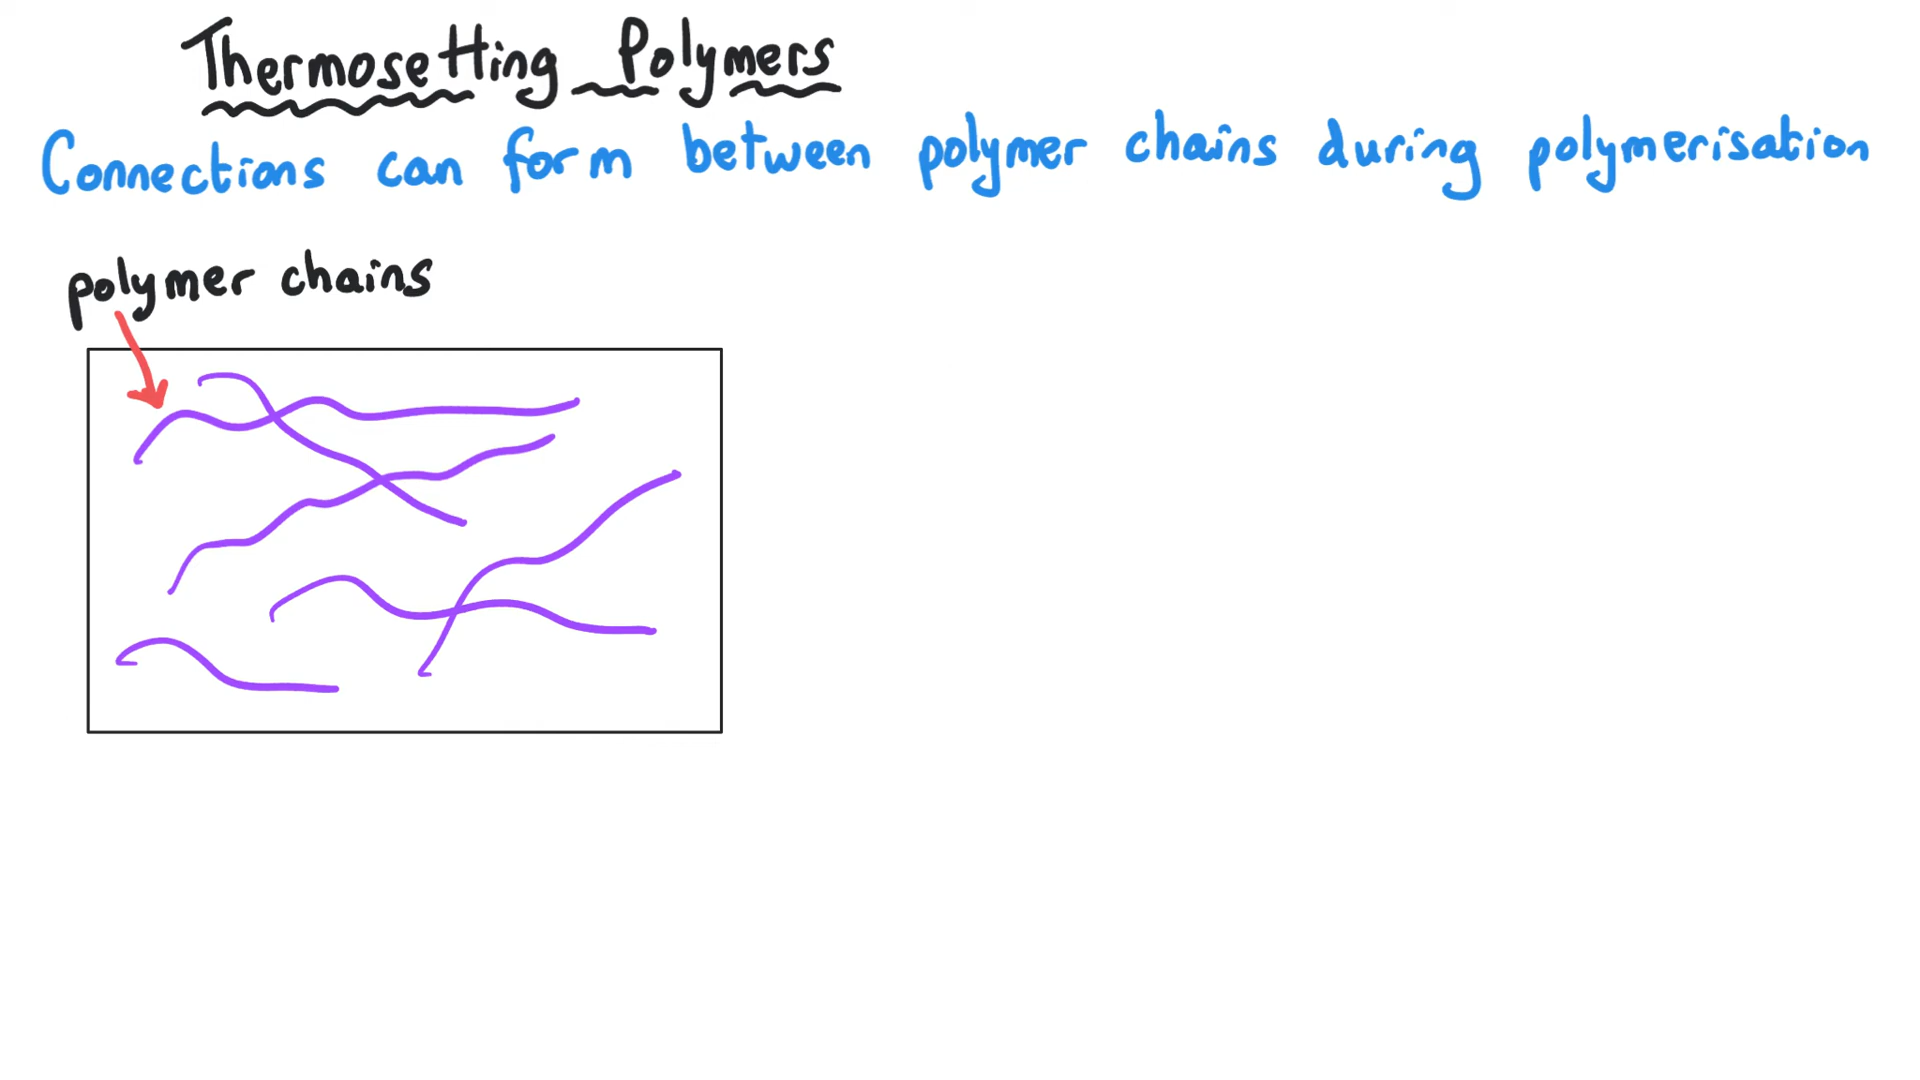 Thermosetting Polymers
Connections can form between polymer chains during polymerisation
polymer chains